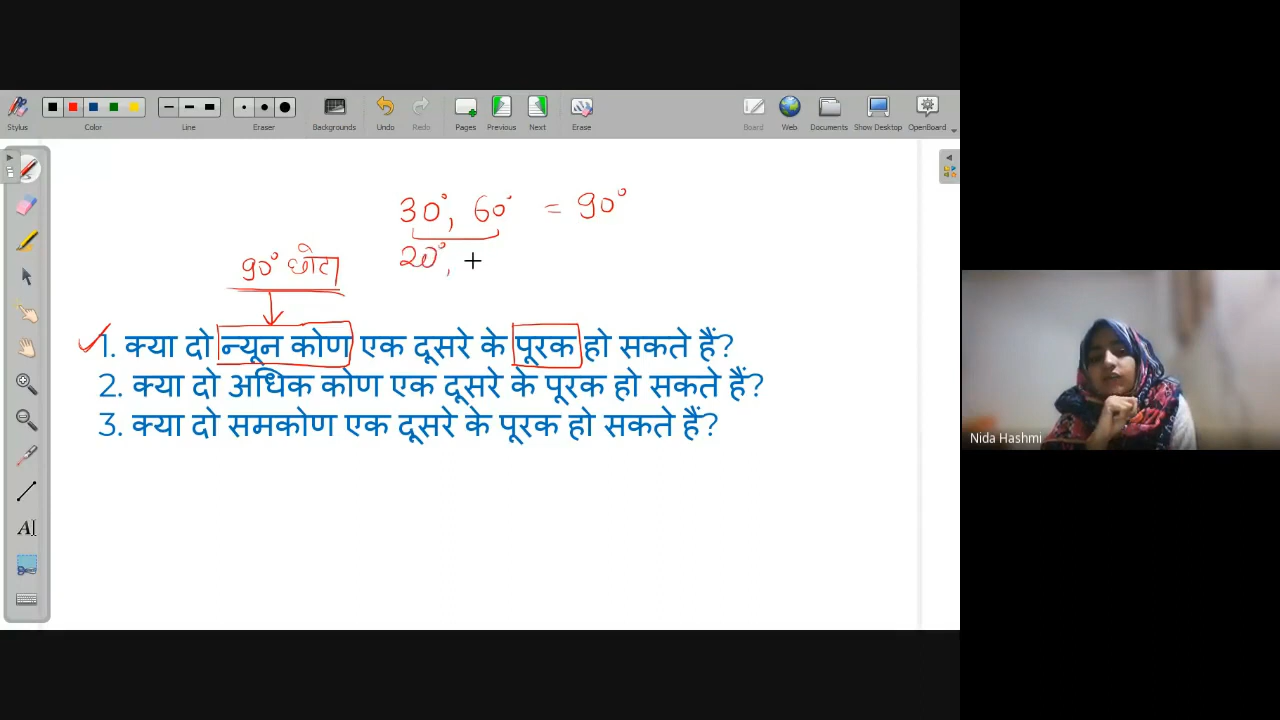 Stylus
Color
Line
Eraser
Backgrounds
Undo
Redo
Pages
Previous
Next
Erase
Board
Web
Documents
Show Desktop
OpenBoard
30°, 60° = 90°
20°,
90° छोटा
1. क्या दो न्यून कोण एक दूसरे के पूरक हो सकते हैं?
2. क्या दो अधिक कोण एक दूसरे के पूरक हो सकते हैं?
3. क्या दो समकोण एक दूसरे के पूरक हो सकते हैं?
Nida Hashmi